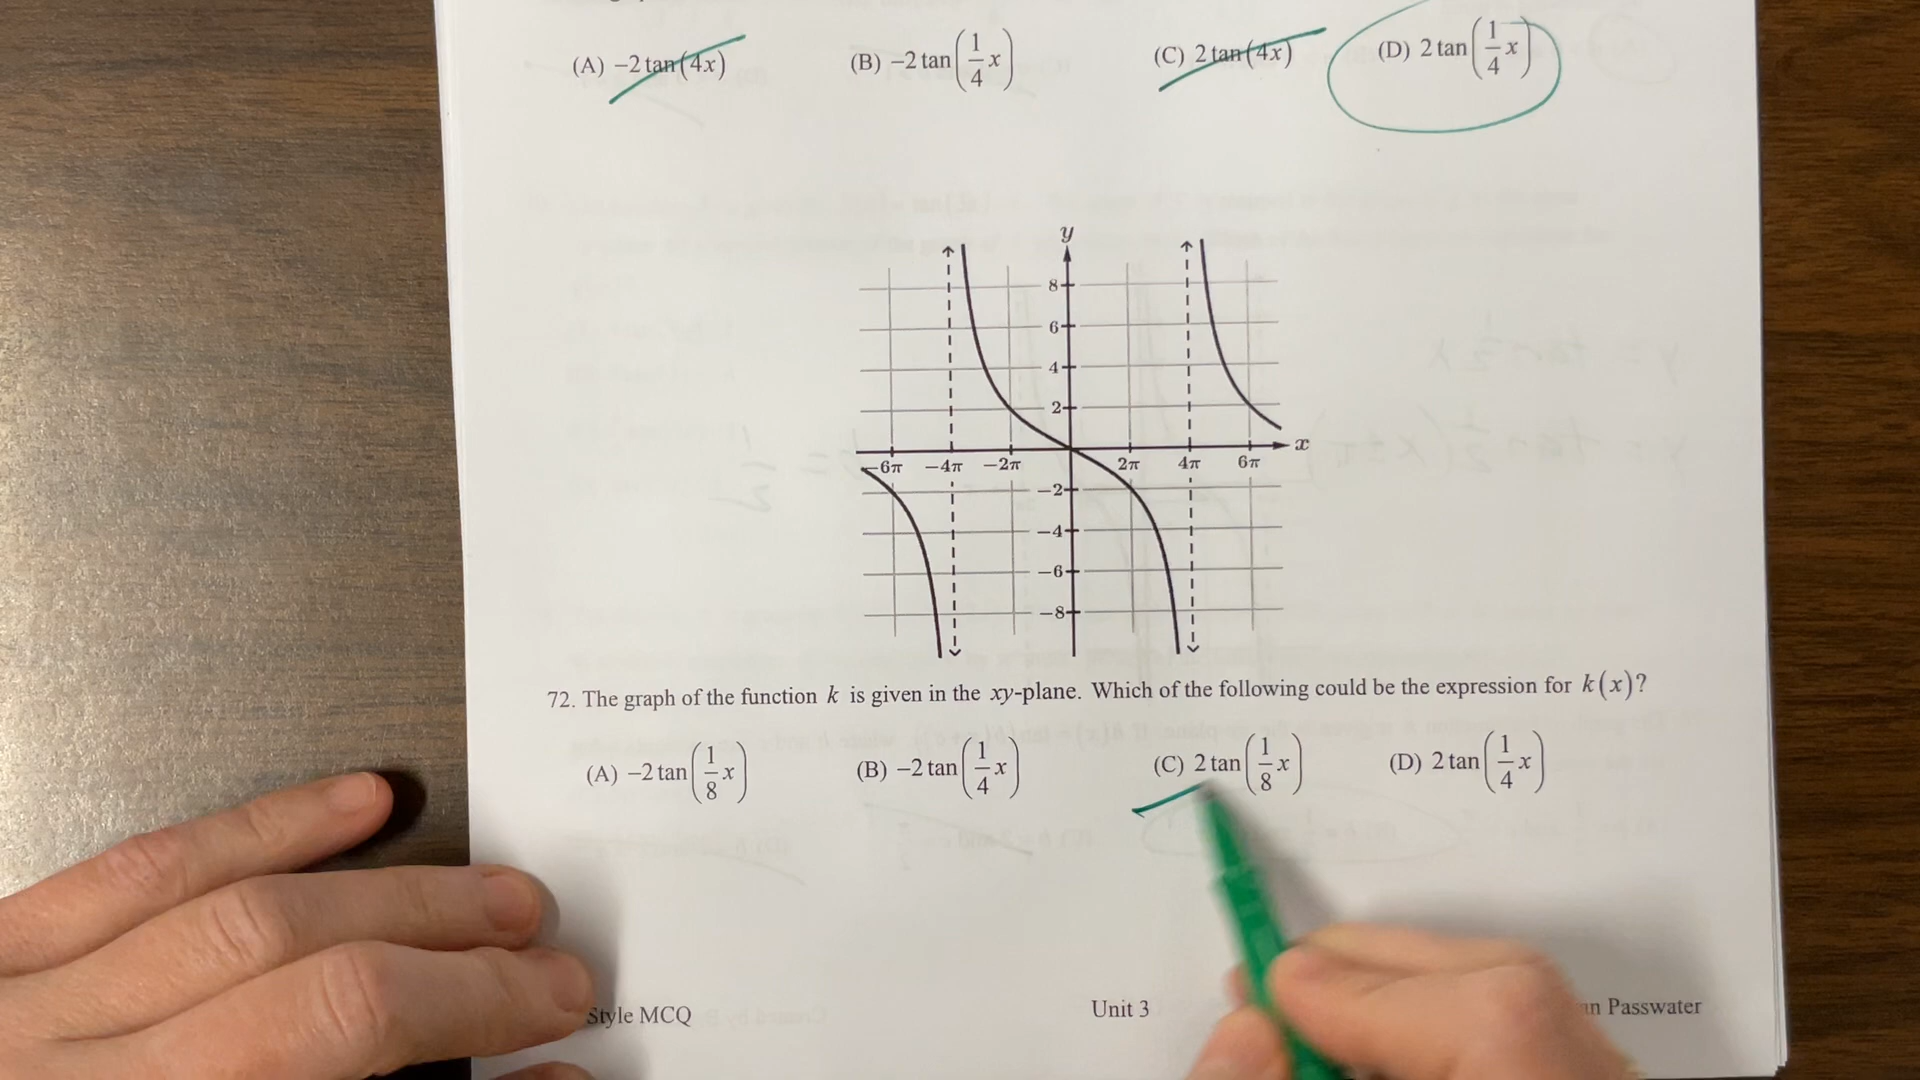 (A) −2 tan(4x) (B) −2 tan(1/4 x) (C) 2 tan(4x) (D) 2 tan(1/4 x)
y
8
6
4
2
x
−6π −4π −2π 2π 4π 6π
−2
−4
−6
−8
72. The graph of the function k is given in the xy-plane. Which of the following could be the expression for k(x)?
(A) −2 tan(1/8 x) (B) −2 tan(1/4 x) (C) 2 tan(1/8 x) (D) 2 tan(1/4 x)
Style MCQ Unit 3 Passwater